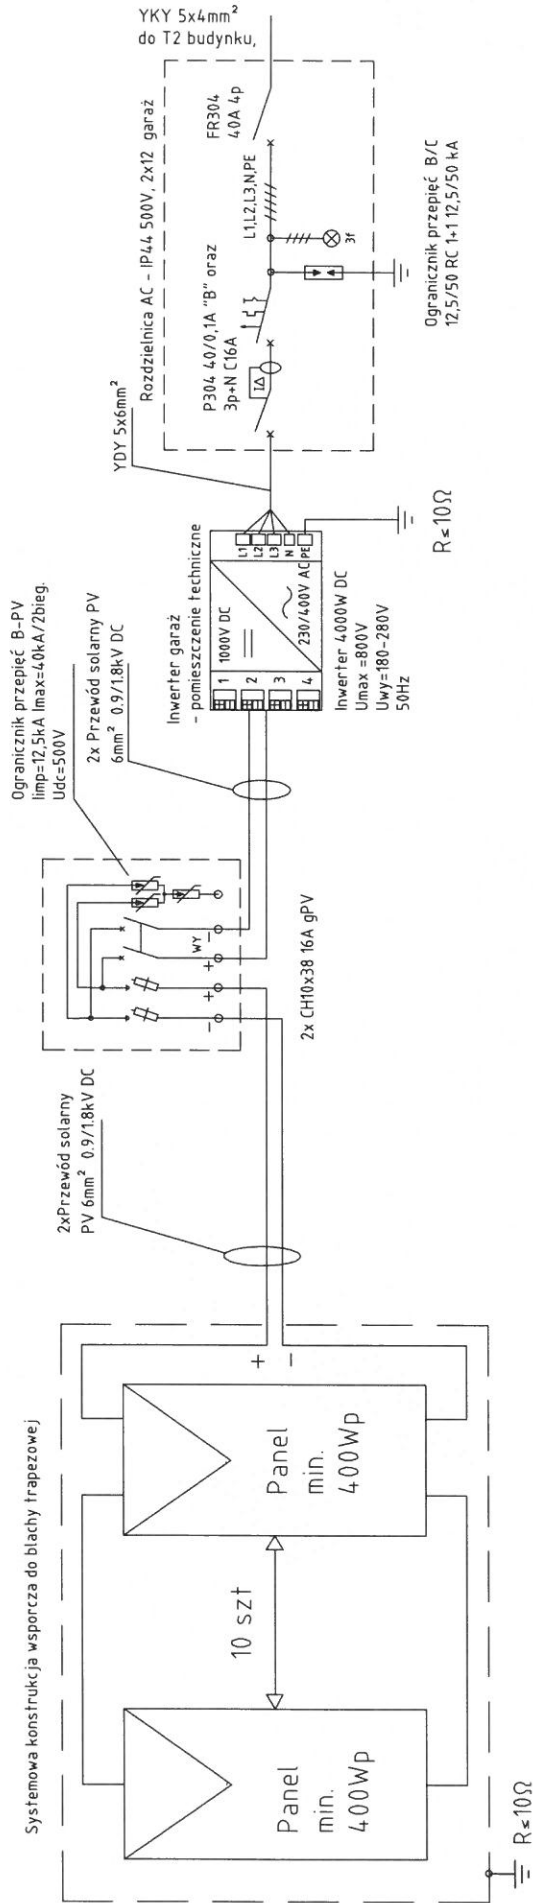 Systemowa konstrukcja wsporcza do blachy trapezowej
Panel
min.
400Wp
10 szt
Panel
min.
400Wp
+
-
R≤10Ω
2xPrzewód solarny
PV 6mm² 0.9/1.8kV DC
- + + WY -
2x CH10x38 16A gPV
Ogranicznik przepięć B-PV
Iimp=12,5kA Imax=40kA/2bieg.
Udc=500V
2x Przewód solarny PV
6mm² 0.9/1.8kV DC
Inwerter garaż
- pomieszczenie techniczne
1
2
3
4
1000V DC
230/400V AC
L1
L2
L3
N
PE
Inwerter 4000W DC
Umax =800V
Uwy=180-280V
50Hz
R≤10Ω
YDY 5x6mm²
Rozdzielnica AC - IP44 500V, 2x12 garaż
P304 40/0,1A "B" oraz
3p+N C16A
IΔ
L1,L2,L3,N,PE
3f
FR304
40A 4p
Ogranicznik przepięć B/C
12,5/50 RC 1+1 12,5/50 kA
YKY 5x4mm²
do T2 budynku,